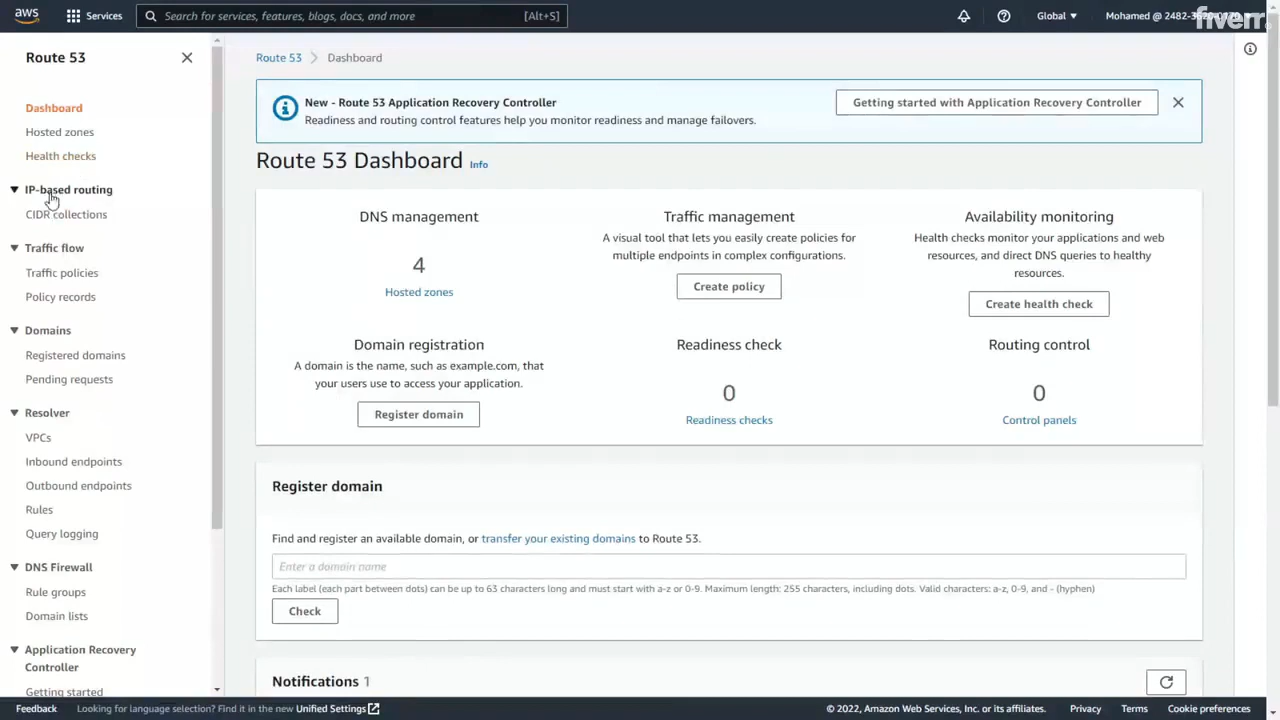 aws
Services
Search for services, features, blogs, docs, and more
[Alt+S]
Global
Mohamed @ 2482-3620-0170
fiverr
Route 53
Dashboard
Hosted zones
Health checks
IP-based routing
CIDR collections
Traffic flow
Traffic policies
Policy records
Domains
Registered domains
Pending requests
Resolver
VPCs
Inbound endpoints
Outbound endpoints
Rules
Query logging
DNS Firewall
Rule groups
Domain lists
Application Recovery
Controller
Getting started
Route 53
Dashboard
New - Route 53 Application Recovery Controller
Readiness and routing control features help you monitor readiness and manage failovers.
Getting started with Application Recovery Controller
Route 53 Dashboard Info
DNS management
4
Hosted zones
Traffic management
A visual tool that lets you easily create policies for
multiple endpoints in complex configurations.
Create policy
Availability monitoring
Health checks monitor your applications and web
resources, and direct DNS queries to healthy
resources.
Create health check
Domain registration
A domain is the name, such as example.com, that
your users use to access your application.
Register domain
Readiness check
0
Readiness checks
Routing control
0
Control panels
Register domain
Find and register an available domain, or transfer your existing domains to Route 53.
Enter a domain name
Each label (each part between dots) can be up to 63 characters long and must start with a-z or 0-9. Maximum length: 255 characters, including dots. Valid characters: a-z, 0-9, and - (hyphen)
Check
Notifications 1
Feedback
Looking for language selection? Find it in the new Unified Settings
© 2022, Amazon Web Services, Inc. or its affiliates.
Privacy
Terms
Cookie preferences